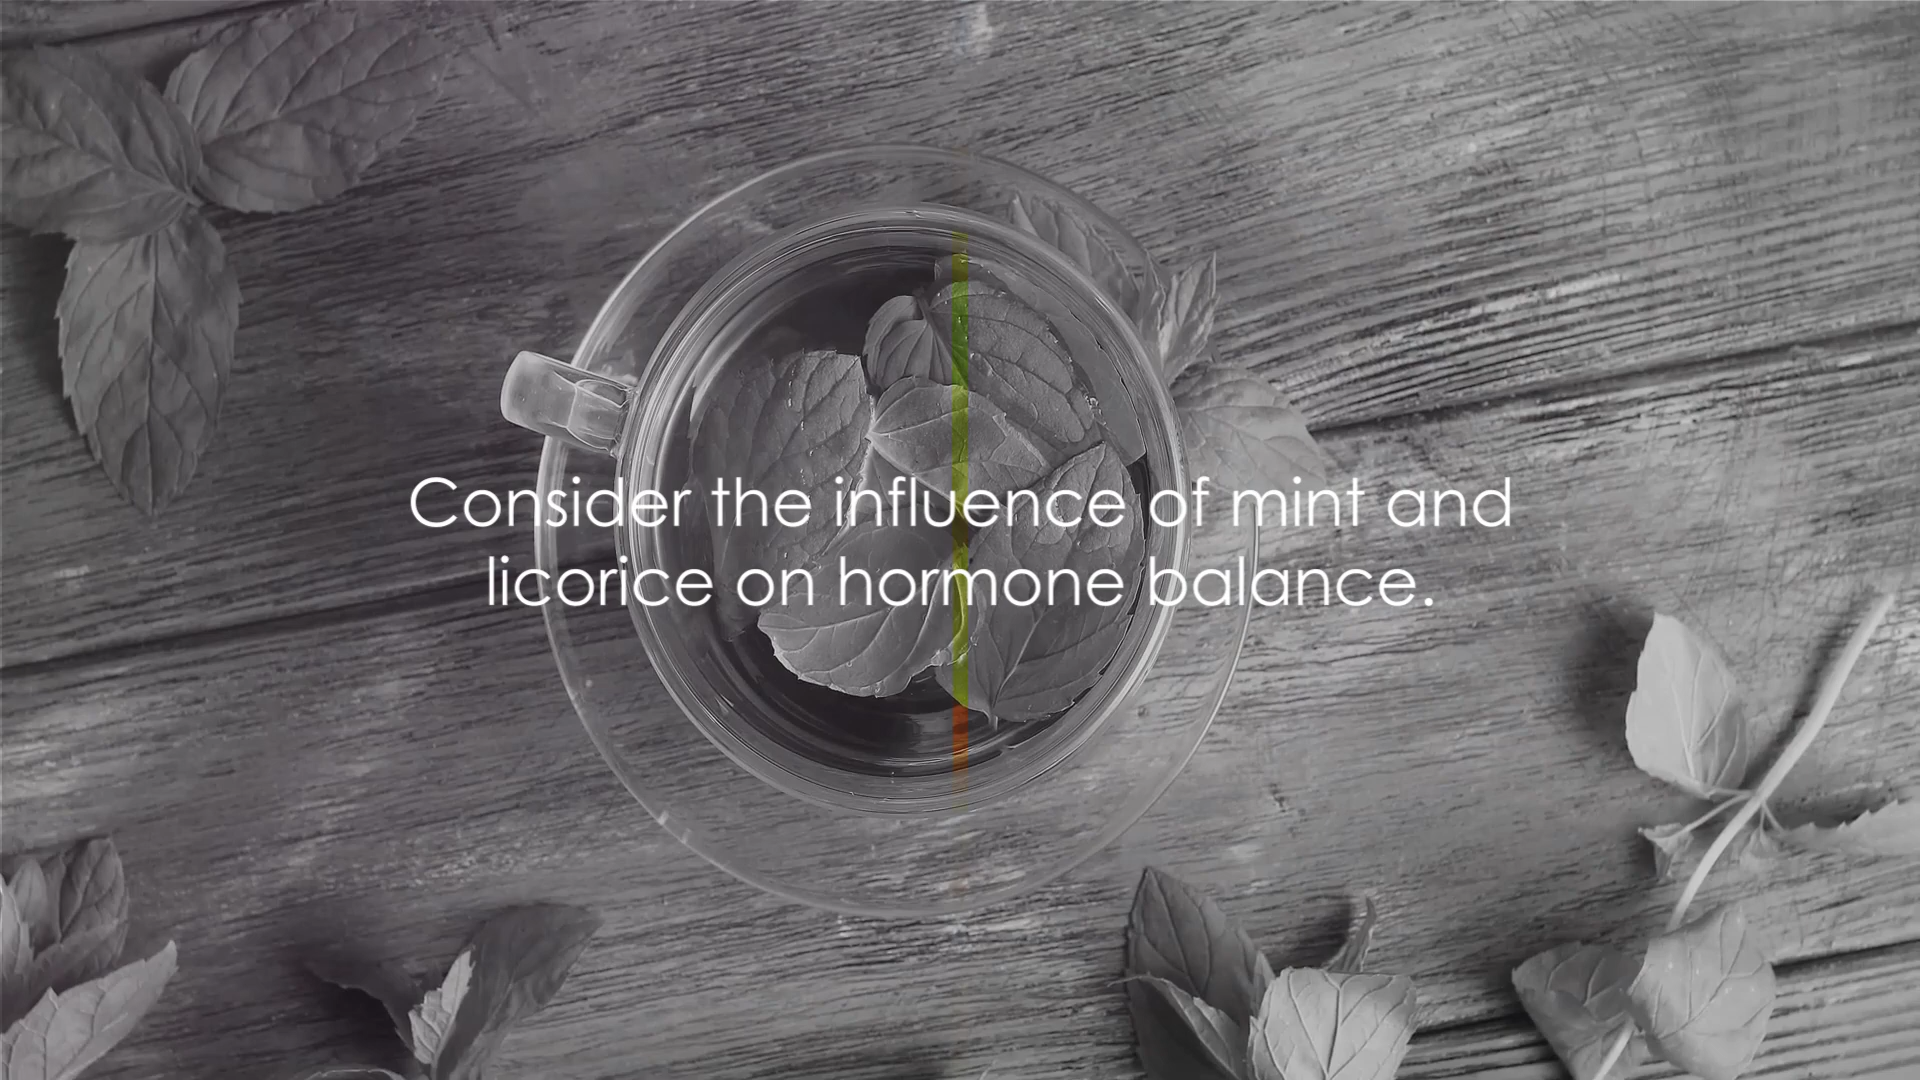 Consider the influence of mint and
licorice on hormone balance.